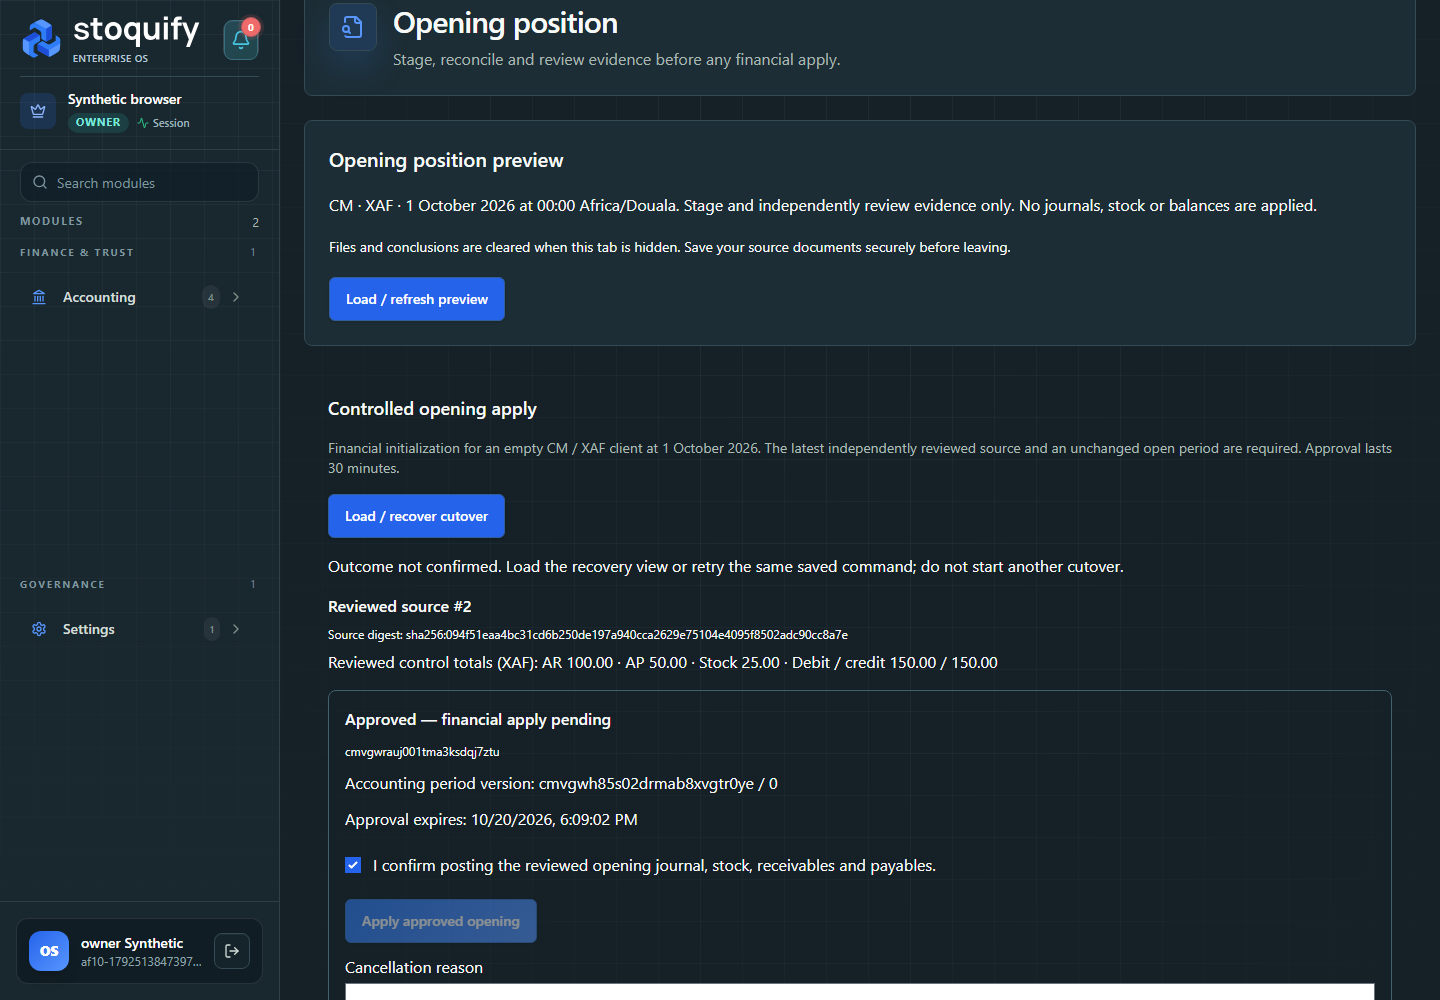 stoquify
ENTERPRISE OS
0
Synthetic browser
OWNER
Session
Search modules
MODULES
2
FINANCE & TRUST
1
Accounting
4
GOVERNANCE
1
Settings
1
OS
owner Synthetic
af10-1792513847397...
Opening position
Stage, reconcile and review evidence before any financial apply.
Opening position preview
CM · XAF · 1 October 2026 at 00:00 Africa/Douala. Stage and independently review evidence only. No journals, stock or balances are applied.
Files and conclusions are cleared when this tab is hidden. Save your source documents securely before leaving.
Load / refresh preview
Controlled opening apply
Financial initialization for an empty CM / XAF client at 1 October 2026. The latest independently reviewed source and an unchanged open period are required. Approval lasts
30 minutes.
Load / recover cutover
Outcome not confirmed. Load the recovery view or retry the same saved command; do not start another cutover.
Reviewed source #2
Source digest: sha256:094f51eaa4bc31cd6b250de197a940cca2629e75104e4095f8502adc90cc8a7e
Reviewed control totals (XAF): AR 100.00 · AP 50.00 · Stock 25.00 · Debit / credit 150.00 / 150.00
Approved — financial apply pending
cmvgwrauj001tma3ksdqj7ztu
Accounting period version: cmvgwh85s02drmab8xvgtr0ye / 0
Approval expires: 10/20/2026, 6:09:02 PM
I confirm posting the reviewed opening journal, stock, receivables and payables.
Apply approved opening
Cancellation reason